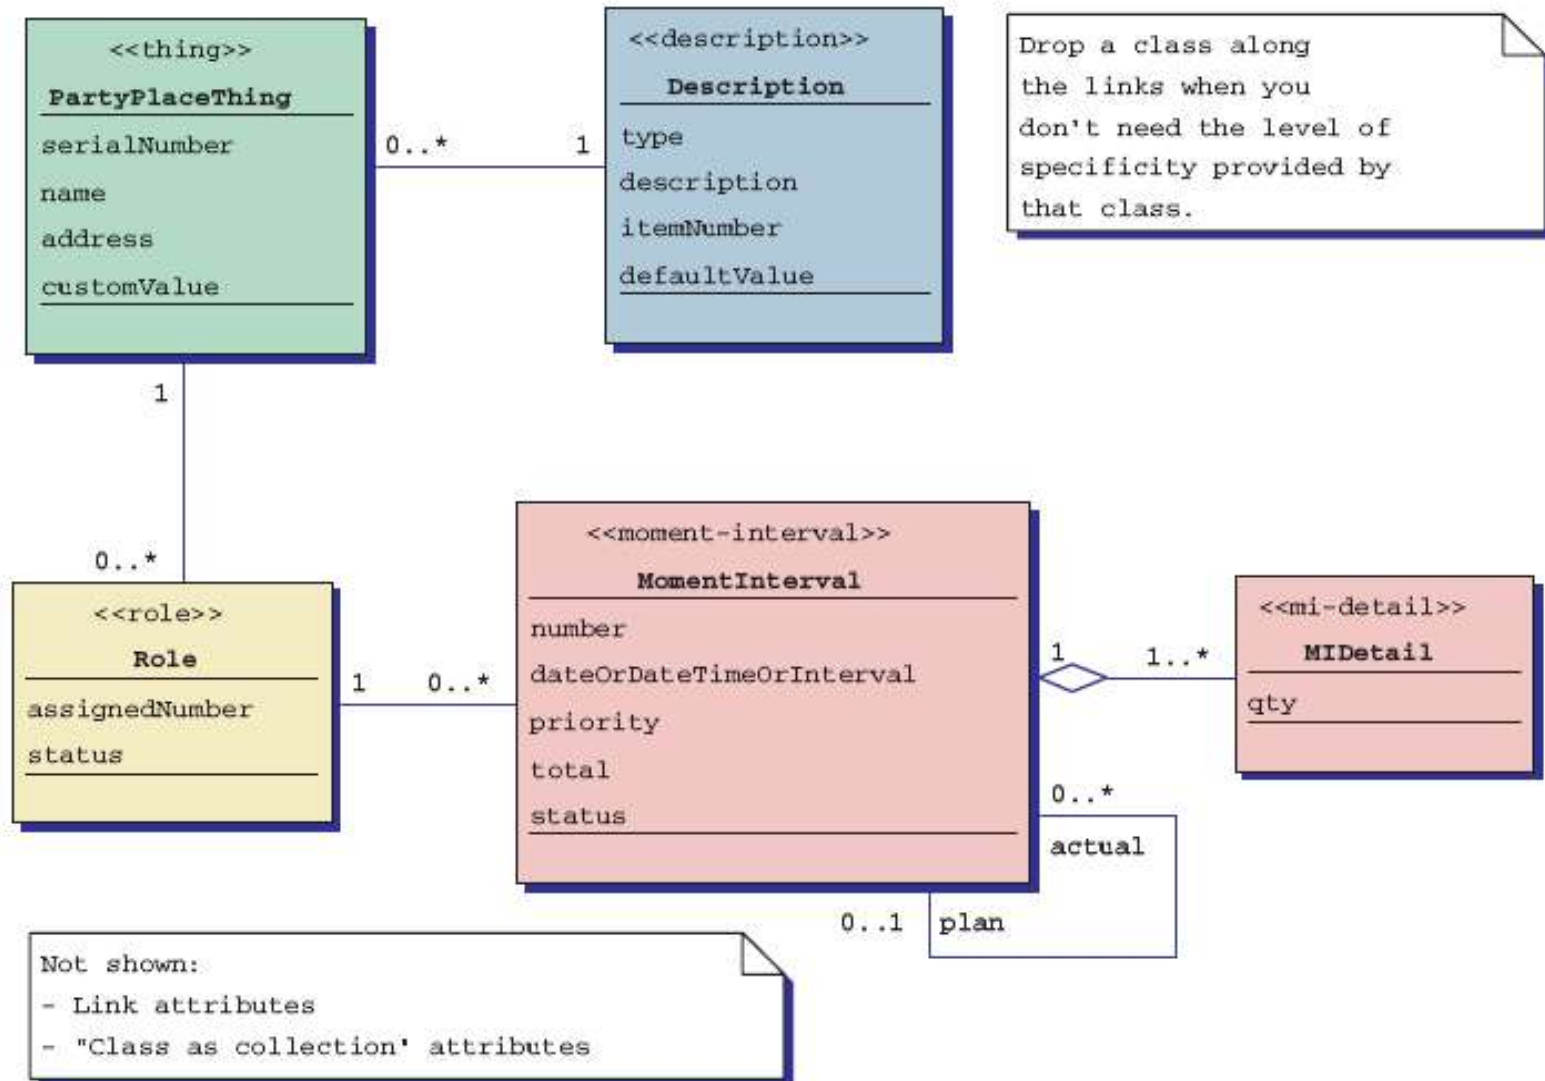 <<thing>>
PartyPlaceThing
serialNumber
name
address
customValue
0..*
1
<<description>>
Description
type
description
itemNumber
defaultValue
Drop a class along
the links when you
don't need the level of
specificity provided by
that class.
1
0..*
<<role>>
Role
assignedNumber
status
1
0..*
<<moment-interval>>
MomentInterval
number
dateOrDateTimeOrInterval
priority
total
status
1
1..*
<<mi-detail>>
MIDetail
qty
0..*
actual
0..1
plan
Not shown:
- Link attributes
- "Class as collection' attributes